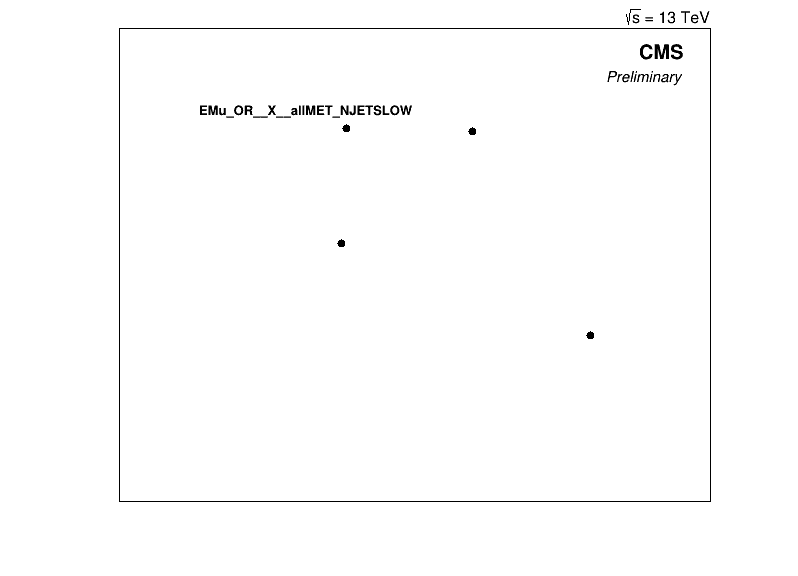 √s = 13 TeV
CMS
Preliminary
EMu_OR__X__allMET_NJETSLOW